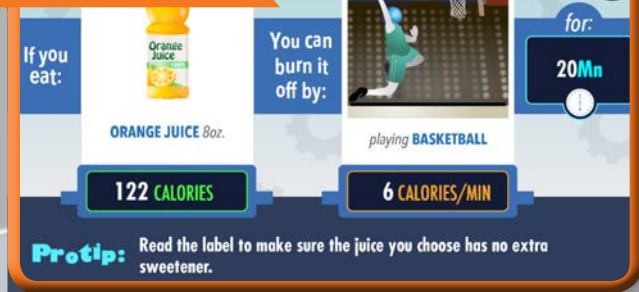 If you
eat:
Orange
Juice
ORANGE JUICE 8oz.
122 CALORIES
You can
burn it
off by:
playing BASKETBALL
6 CALORIES/MIN
for:
20Mn
Protip: Read the label to make sure the juice you choose has no extra
sweetener.